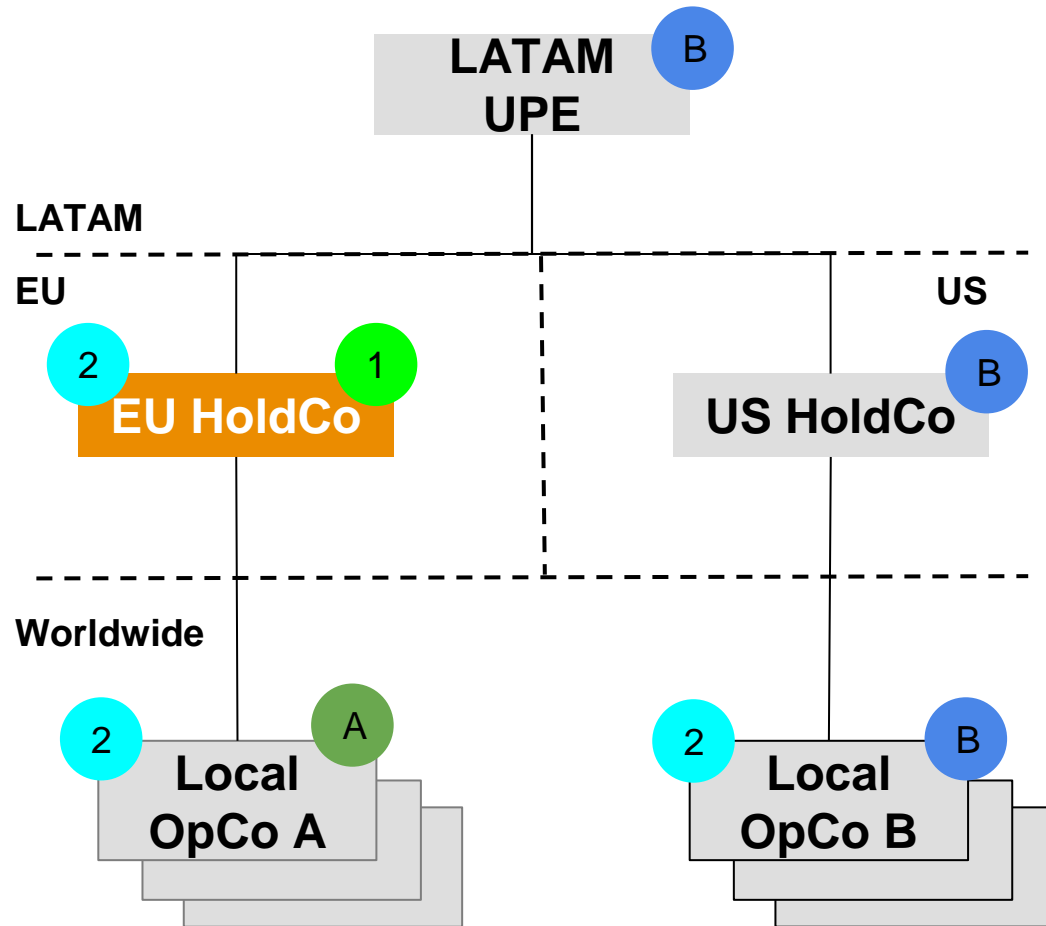 LATAM
UPE
B
LATAM
EU
US
2
1
B
EU HoldCo
US HoldCo
Worldwide
2
A
2
B
Local
OpCo A
Local
OpCo B